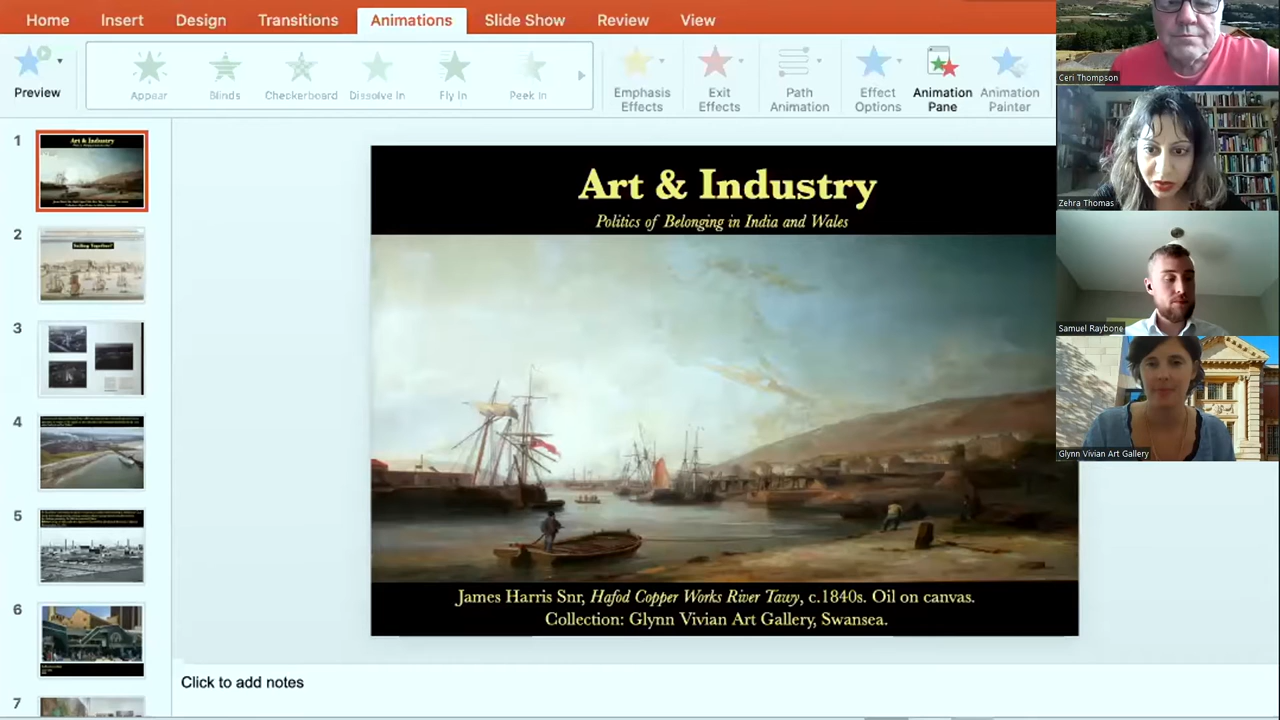 Home Insert Design Transitions Animations Slide Show Review View
Preview
Appear Blinds Checkerboard Dissolve In Fly In Peek In
Emphasis Effects
Exit Effects
Path Animation
Effect Options
Animation Pane
Animation Painter
Ceri Thompson
Zehra Thomas
Samuel Raybone
Glynn Vivian Art Gallery
1
Art & Industry
2
Sailing Together?
3
4
5
6
7
Art & Industry
Politics of Belonging in India and Wales
James Harris Snr, Hafod Copper Works River Tawy, c.1840s. Oil on canvas.
Collection: Glynn Vivian Art Gallery, Swansea.
Click to add notes